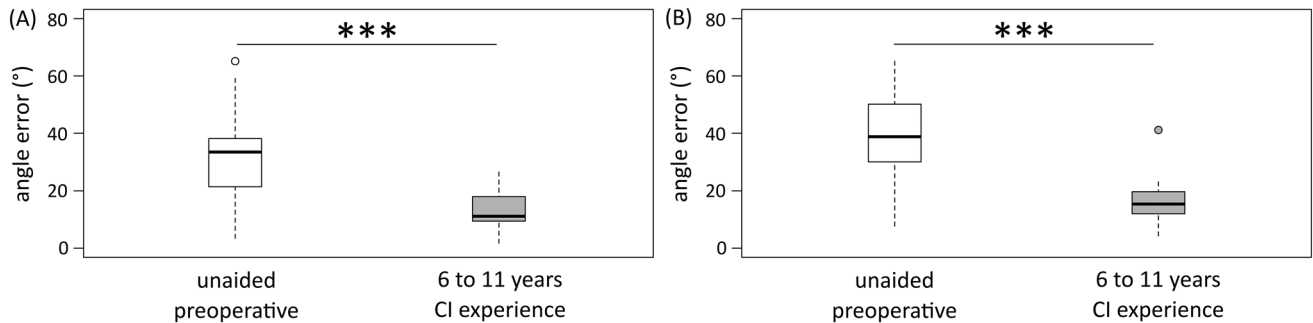 (A)
angle error (°)
80
60
40
20
0
***
unaided
preoperative
6 to 11 years
CI experience
(B)
angle error (°)
80
60
40
20
0
***
unaided
preoperative
6 to 11 years
CI experience